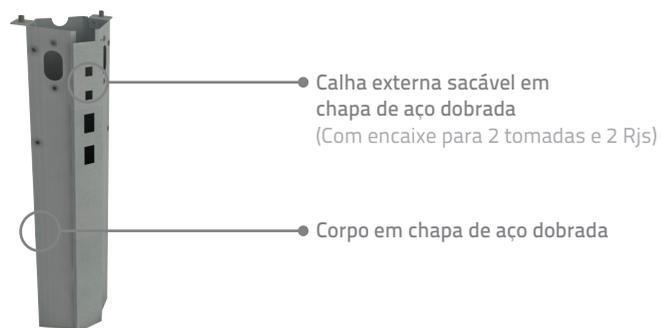 Calha externa sacável em
chapa de aço dobrada
(Com encaixe para 2 tomadas e 2 Rjs)
Corpo em chapa de aço dobrada